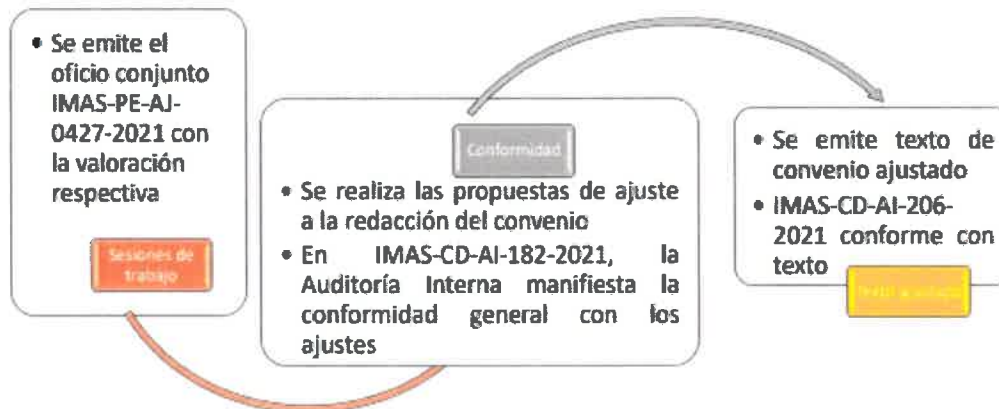 • Se emite el
oficio conjunto
IMAS-PE-AJ-
0427-2021 con
la valoración
respectiva
Sesiones de
trabajo
Conformidad
• Se realiza las propuestas de ajuste
a la redacción del convenio
• En IMAS-CD-AI-182-2021, la
Auditoría Interna manifiesta la
conformidad general con los
ajustes
• Se emite texto de
convenio ajustado
• IMAS-CD-AI-206-
2021 conforme con
texto